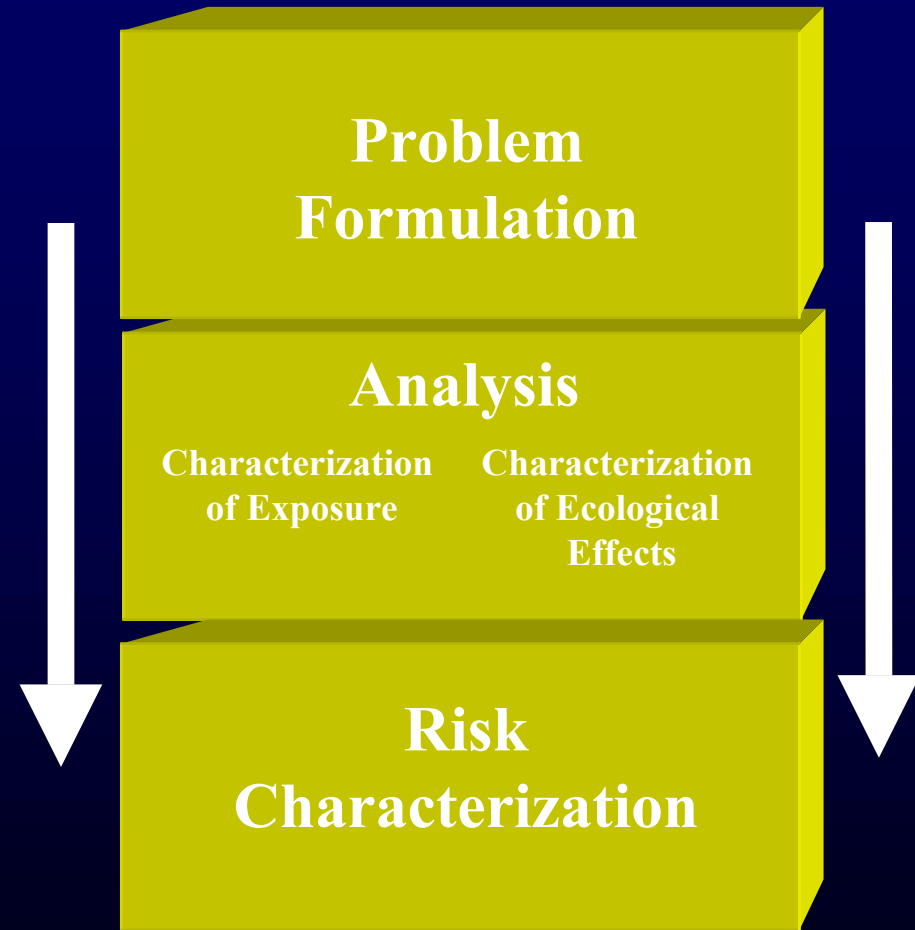 Problem
Formulation
Analysis
Characterization
of Exposure
Characterization
of Ecological
Effects
Risk
Characterization